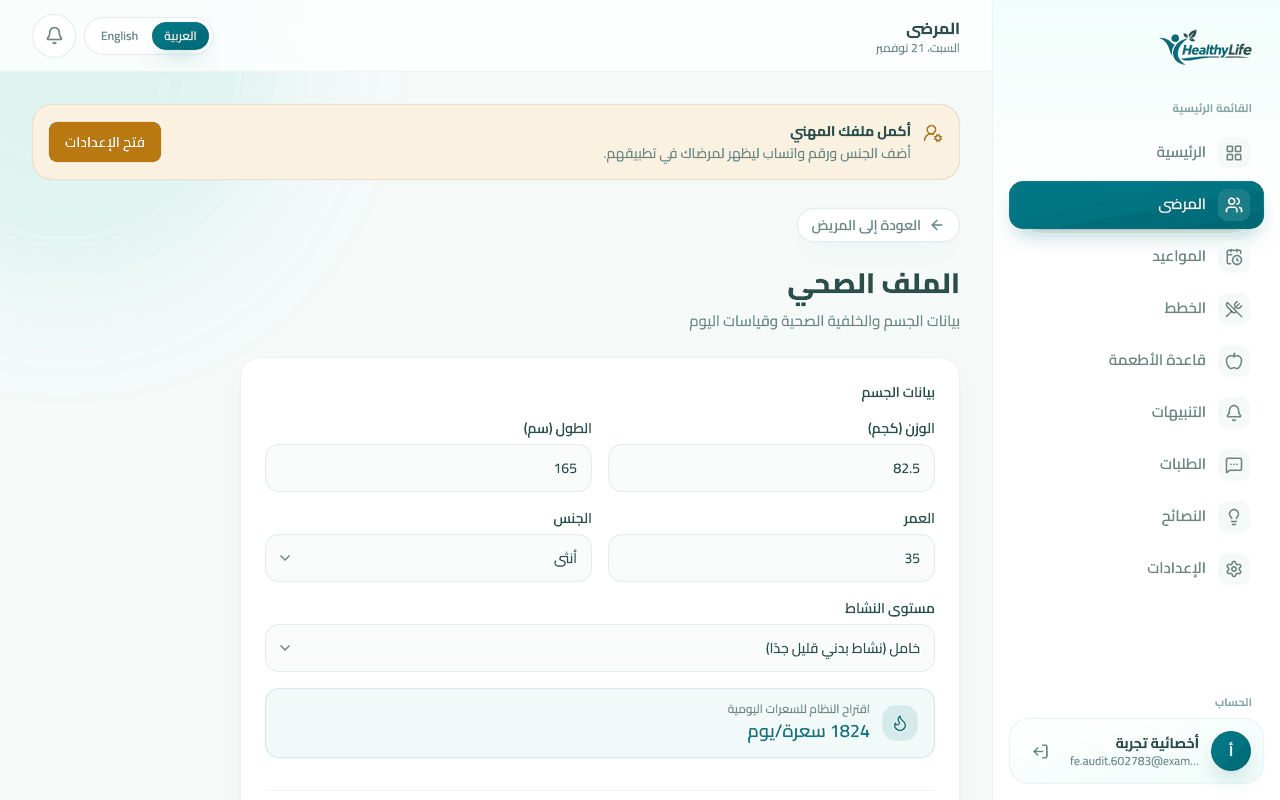 HealthyLife
القائمة الرئيسية
الرئيسية
المرضى
المواعيد
الخطط
قاعدة الأطعمة
التنبيهات
الطلبات
النصائح
الإعدادات
الحساب
أ
أخصائية تجربة
fe.audit.602783@exam...
المرضى
السبت، 21 نوفمبر
العربية
English
أكمل ملفك المهني
أضف الجنس ورقم واتساب ليظهر لمرضاك في تطبيقهم.
فتح الإعدادات
العودة إلى المريض
الملف الصحي
بيانات الجسم والخلفية الصحية وقياسات اليوم
بيانات الجسم
الوزن (كجم)
82.5
الطول (سم)
165
العمر
35
الجنس
أنثى
مستوى النشاط
خامل (نشاط بدني قليل جدًا)
اقتراح النظام للسعرات اليومية
1824 سعرة/يوم